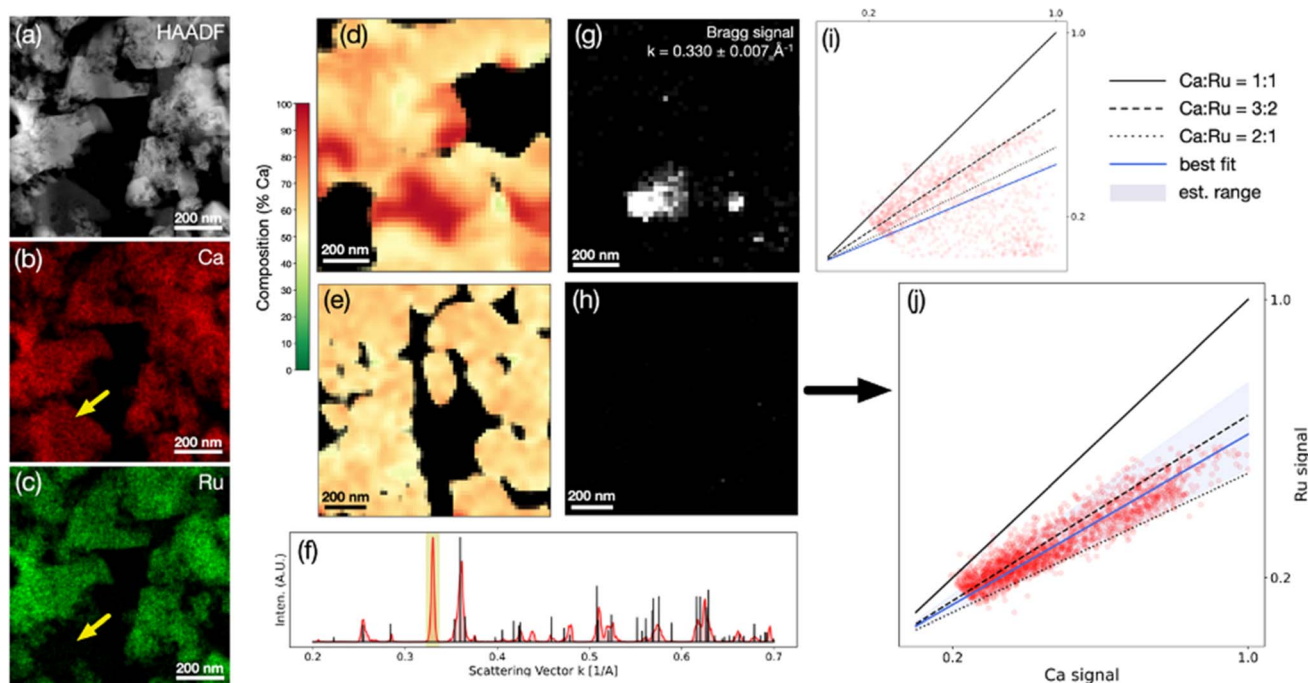 (a)
HAADF
200 nm
(b)
Ca
200 nm
(c)
Ru
200 nm
Composition (% Ca)
100
90
80
70
60
50
40
30
20
10
0
(d)
200 nm
(e)
200 nm
(g)
Bragg signal
k = 0.330 ± 0.007 Å⁻¹
200 nm
(h)
200 nm
(f)
Inten. (A.U.)
0.2 0.3 0.4 0.5 0.6 0.7
Scattering Vector k [1/A]
(i)
0.2 1.0
1.0
0.2
Ca:Ru = 1:1
Ca:Ru = 3:2
Ca:Ru = 2:1
best fit
est. range
(j)
1.0
Ru signal
0.2
0.2 1.0
Ca signal